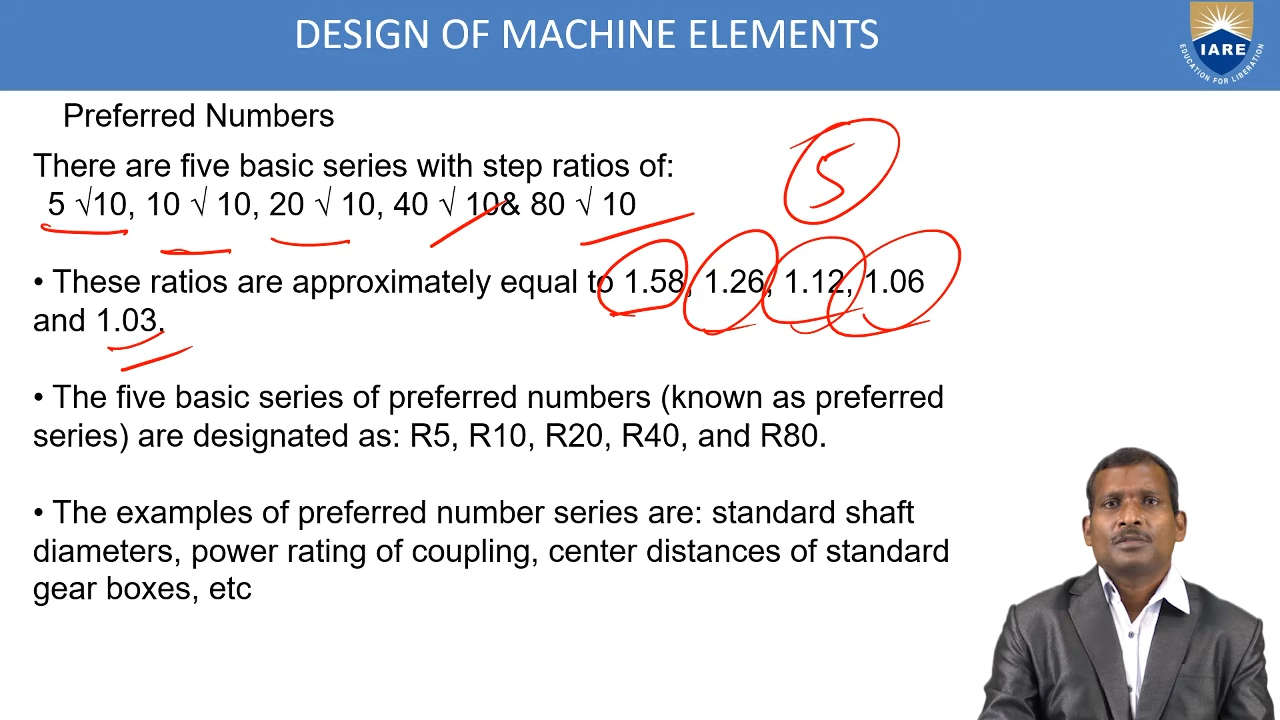 DESIGN OF MACHINE ELEMENTS
IARE
EDUCATION FOR LIBERATION
Preferred Numbers
There are five basic series with step ratios of:
5 √10, 10 √ 10, 20 √ 10, 40 √ 10& 80 √ 10
5
• These ratios are approximately equal to 1.58, 1.26, 1.12, 1.06
and 1.03.
• The five basic series of preferred numbers (known as preferred
series) are designated as: R5, R10, R20, R40, and R80.
• The examples of preferred number series are: standard shaft
diameters, power rating of coupling, center distances of standard
gear boxes, etc